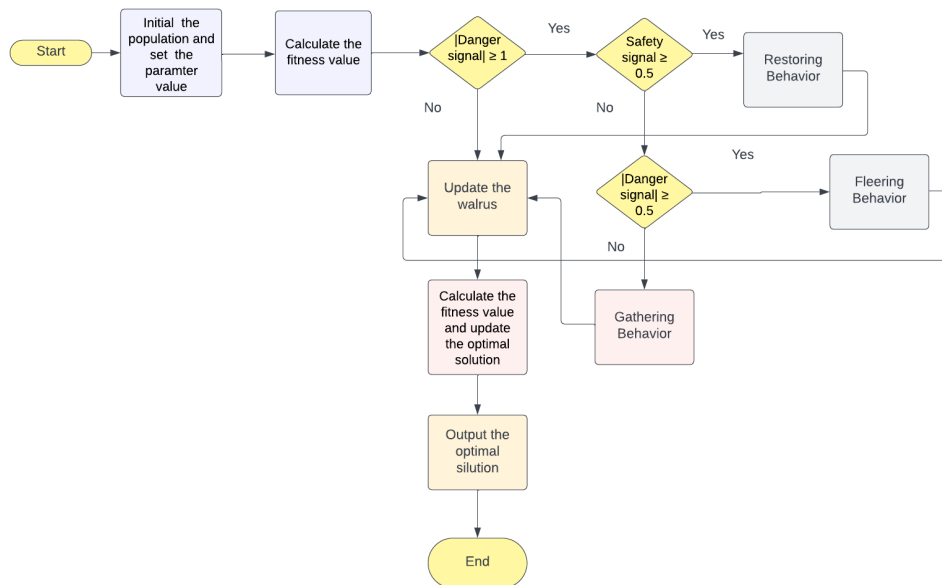 Start
Initial the
population and
set the
paramter
value
Calculate the
fitness value
|Danger
signal| ≥ 1
Yes
Safety
signal ≥
0.5
Yes
Restoring
Behavior
No
No
Update the
walrus
|Danger
signal| ≥
0.5
Yes
Fleering
Behavior
No
Calculate the
fitness value
and update
the optimal
solution
Gathering
Behavior
Output the
optimal
silution
End